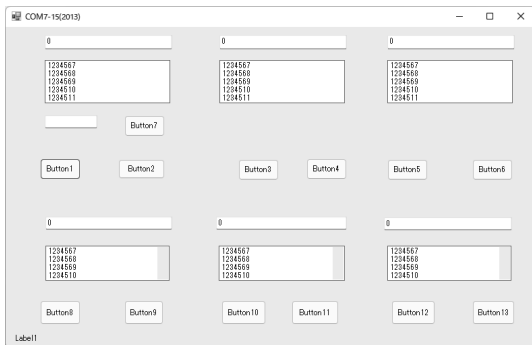 COM7-15(2013)
0 0 0
1234567 1234567 1234567
1234568 1234568 1234568
1234569 1234569 1234569
1234510 1234510 1234510
1234511 1234511 1234511
Button7
Button1 Button2 Button3 Button4 Button5 Button6
0 0 0
1234567 1234567 1234567
1234568 1234568 1234568
1234569 1234569 1234569
1234510 1234510 1234510
Button8 Button9 Button10 Button11 Button12 Button13
Label1